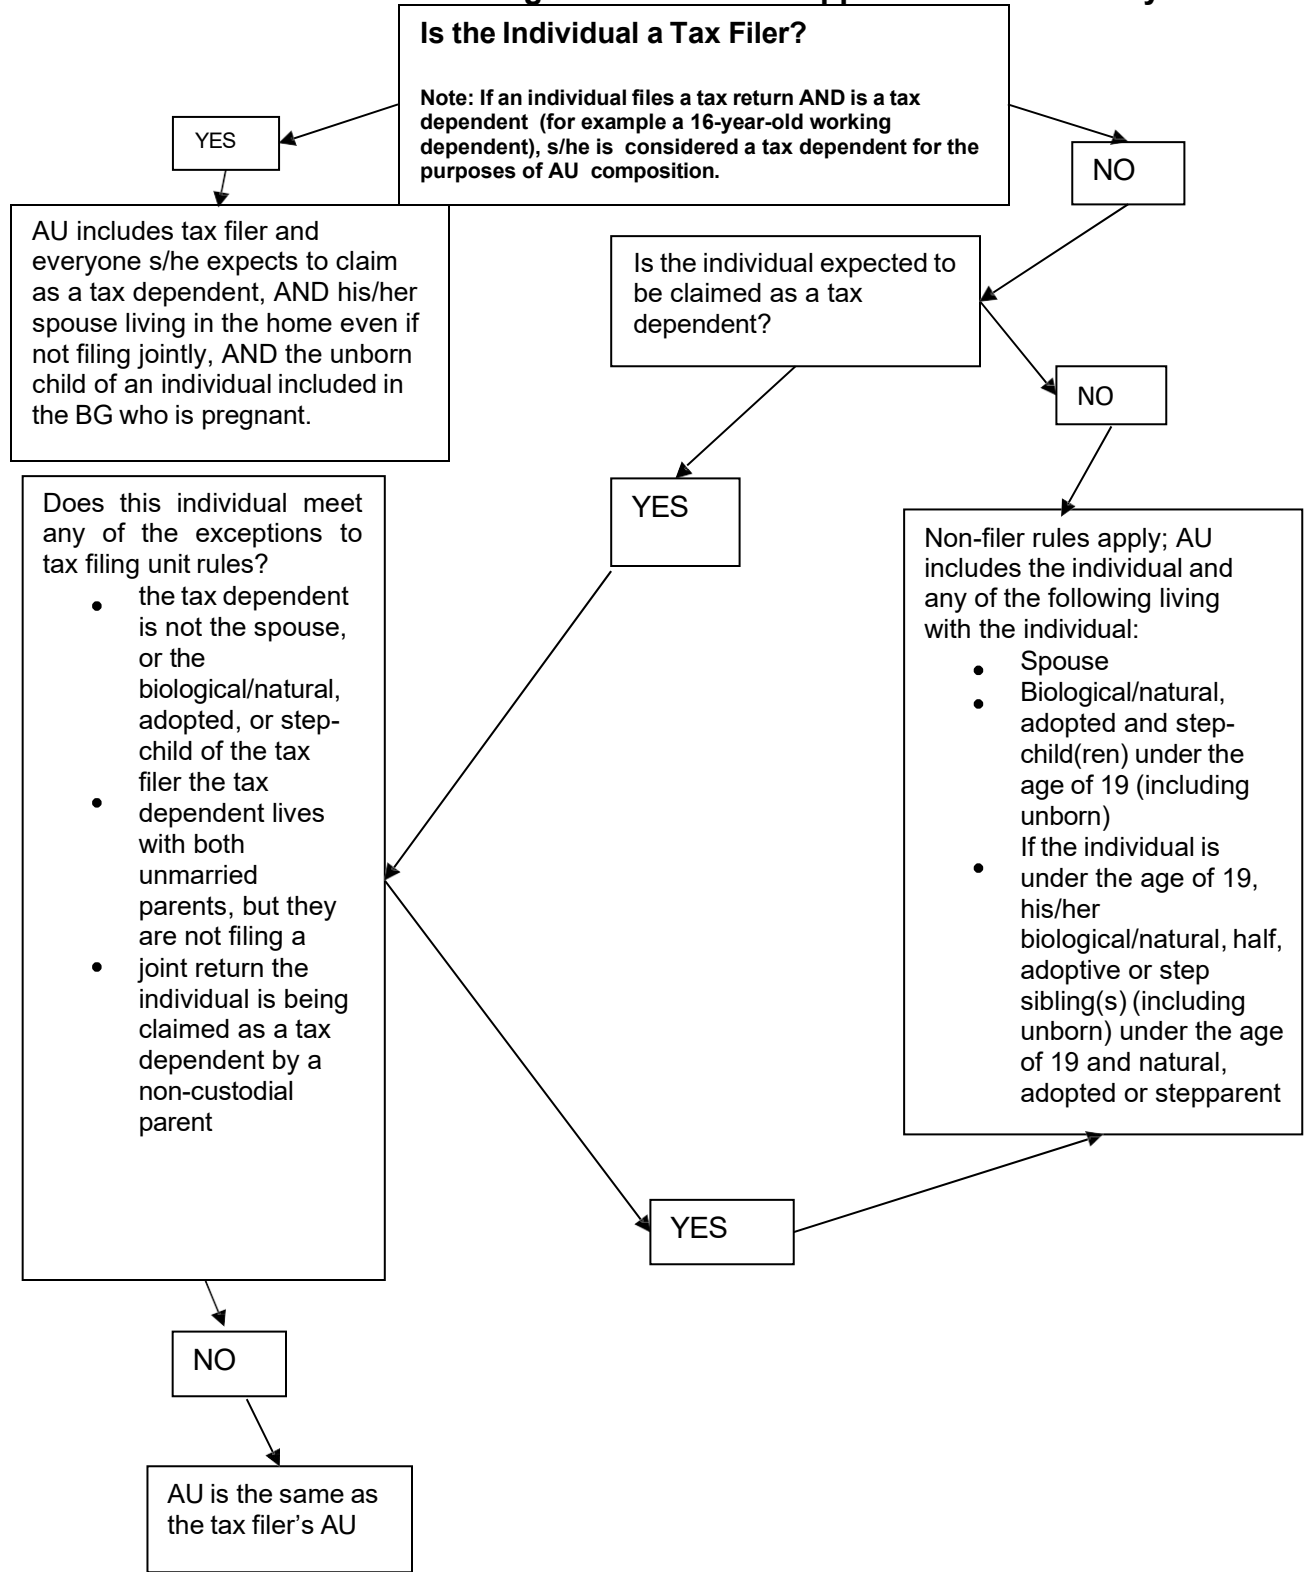 Is the Individual a Tax Filer?
Note: If an individual files a tax return AND is a tax
dependent (for example a 16-year-old working
dependent), s/he is considered a tax dependent for the
purposes of AU composition.
YES
NO
AU includes tax filer and
everyone s/he expects to claim
as a tax dependent, AND his/her
spouse living in the home even if
not filing jointly, AND the unborn
child of an individual included in
the BG who is pregnant.
Is the individual expected to
be claimed as a tax
dependent?
NO
YES
Does this individual meet
any of the exceptions to
tax filing unit rules?
• the tax dependent
is not the spouse,
or the
biological/natural,
adopted, or step-
child of the tax
filer the tax
• dependent lives
with both
unmarried
parents, but they
are not filing a
• joint return the
individual is being
claimed as a tax
dependent by a
non-custodial
parent
Non-filer rules apply; AU
includes the individual and
any of the following living
with the individual:
• Spouse
• Biological/natural,
adopted and step-
child(ren) under the
age of 19 (including
unborn)
• If the individual is
under the age of 19,
his/her
biological/natural, half,
adoptive or step
sibling(s) (including
unborn) under the age
of 19 and natural,
adopted or stepparent
YES
NO
AU is the same as
the tax filer's AU